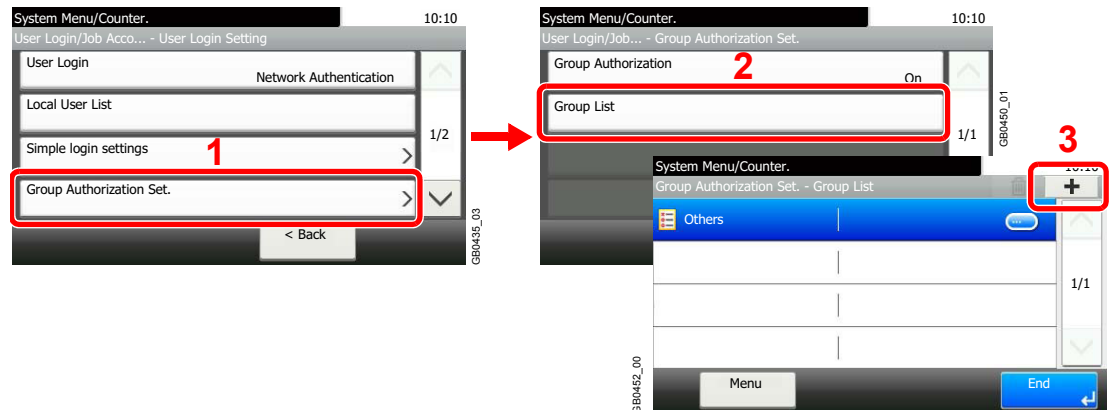 System Menu/Counter. 10:10
User Login/Job Acco... - User Login Setting
User Login
Network Authentication
Local User List
1/2
Simple login settings
1
Group Authorization Set.
< Back
GB0435_03
System Menu/Counter. 10:10
User Login/Job... - Group Authorization Set.
Group Authorization
2
On
Group List
1/1
GB0450_01
3
System Menu/Counter. 10:10
Group Authorization Set. - Group List
+
Others
1/1
Menu
End
GB0452_00